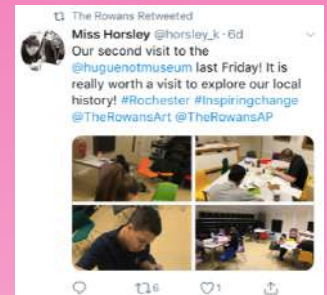 The Rowans Retweeted
Miss Horsley @horsley_k · 6d
Our second visit to the
@huguenotmuseum last Friday! It is
really worth a visit to explore our local
history! #Rochester #Inspiringchange
@TheRowansArt @TheRowansAP
6 1